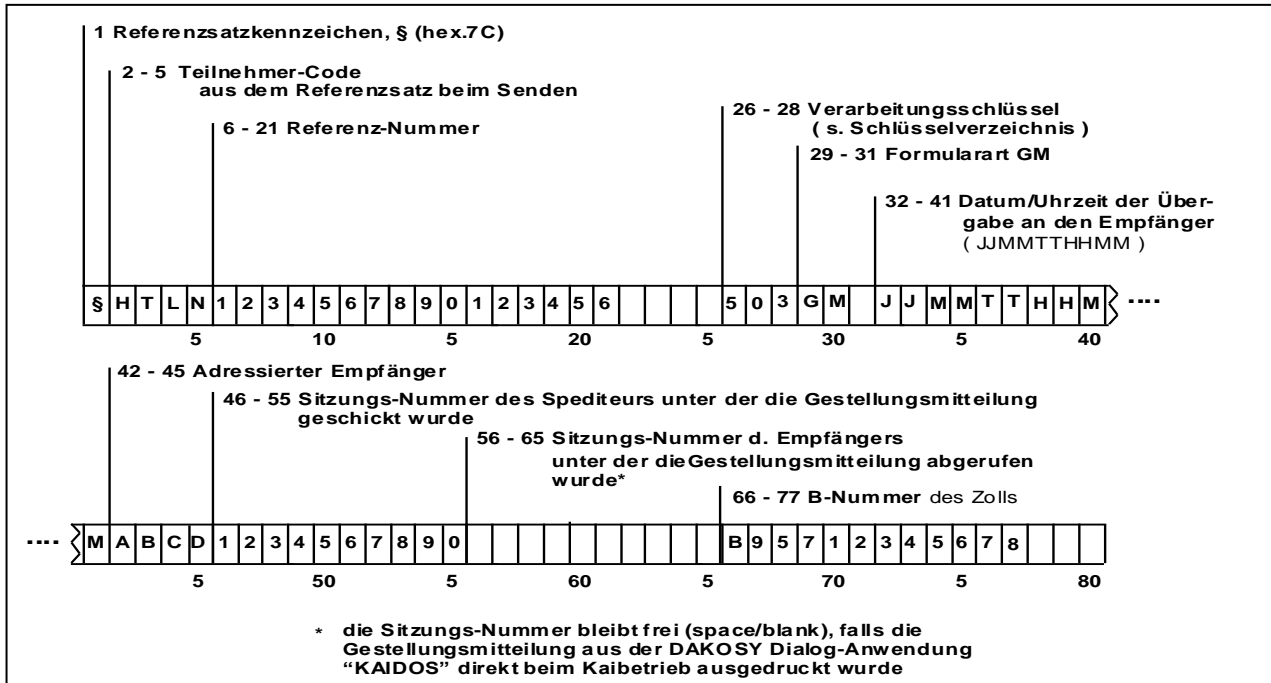 1 Referenzsatzkennzeichen, § (hex.7C)
2 - 5 Teilnehmer-Code
aus dem Referenzsatz beim Senden
6 - 21 Referenz-Nummer
26 - 28 Verarbeitungsschlüssel
( s. Schlüsselverzeichnis )
29 - 31 Formularart GM
32 - 41 Datum/Uhrzeit der Über-
gabe an den Empfänger
( JJMMTTHHMM )
§ H T L N 1 2 3 4 5 6 7 8 9 0 1 2 3 4 5 6 5 0 3 G M J J M M T T H H M ....
5 10 5 20 5 30 5 40
42 - 45 Adressierter Empfänger
46 - 55 Sitzungs-Nummer des Spediteurs unter der die Gestellungsmitteilung
geschickt wurde
56 - 65 Sitzungs-Nummer d. Empfängers
unter der dieGestellungsmitteilung abgerufen
wurde*
66 - 77 B-Nummer des Zolls
.... M A B C D 1 2 3 4 5 6 7 8 9 0 B 9 5 7 1 2 3 4 5 6 7 8
5 50 5 60 5 70 5 80
* die Sitzungs-Nummer bleibt frei (space/blank), falls die
Gestellungsmitteilung aus der DAKOSY Dialog-Anwendung
“KAIDOS” direkt beim Kaibetrieb ausgedruckt wurde